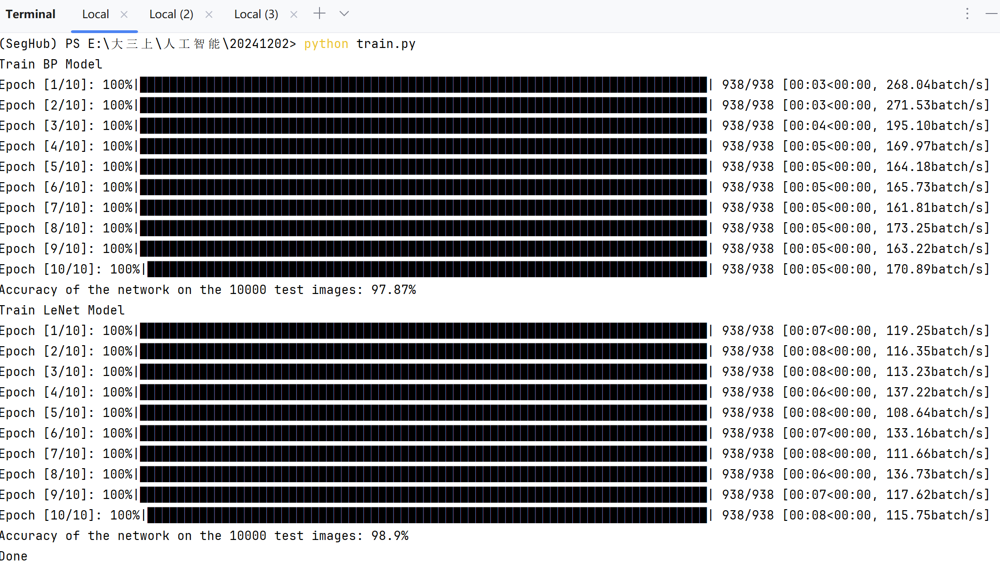 Terminal Local Local (2) Local (3)
(SegHub) PS E:\大三上\人工智能\20241202> python train.py
Train BP Model
Epoch [1/10]: 100%| | 938/938 [00:03<00:00, 268.04batch/s]
Epoch [2/10]: 100%| | 938/938 [00:03<00:00, 271.53batch/s]
Epoch [3/10]: 100%| | 938/938 [00:04<00:00, 195.10batch/s]
Epoch [4/10]: 100%| | 938/938 [00:05<00:00, 169.97batch/s]
Epoch [5/10]: 100%| | 938/938 [00:05<00:00, 164.18batch/s]
Epoch [6/10]: 100%| | 938/938 [00:05<00:00, 165.73batch/s]
Epoch [7/10]: 100%| | 938/938 [00:05<00:00, 161.81batch/s]
Epoch [8/10]: 100%| | 938/938 [00:05<00:00, 173.25batch/s]
Epoch [9/10]: 100%| | 938/938 [00:05<00:00, 163.22batch/s]
Epoch [10/10]: 100%| | 938/938 [00:05<00:00, 170.89batch/s]
Accuracy of the network on the 10000 test images: 97.87%
Train LeNet Model
Epoch [1/10]: 100%| | 938/938 [00:07<00:00, 119.25batch/s]
Epoch [2/10]: 100%| | 938/938 [00:08<00:00, 116.35batch/s]
Epoch [3/10]: 100%| | 938/938 [00:08<00:00, 113.23batch/s]
Epoch [4/10]: 100%| | 938/938 [00:06<00:00, 137.22batch/s]
Epoch [5/10]: 100%| | 938/938 [00:08<00:00, 108.64batch/s]
Epoch [6/10]: 100%| | 938/938 [00:07<00:00, 133.16batch/s]
Epoch [7/10]: 100%| | 938/938 [00:08<00:00, 111.66batch/s]
Epoch [8/10]: 100%| | 938/938 [00:06<00:00, 136.73batch/s]
Epoch [9/10]: 100%| | 938/938 [00:07<00:00, 117.62batch/s]
Epoch [10/10]: 100%| | 938/938 [00:08<00:00, 115.75batch/s]
Accuracy of the network on the 10000 test images: 98.9%
Done